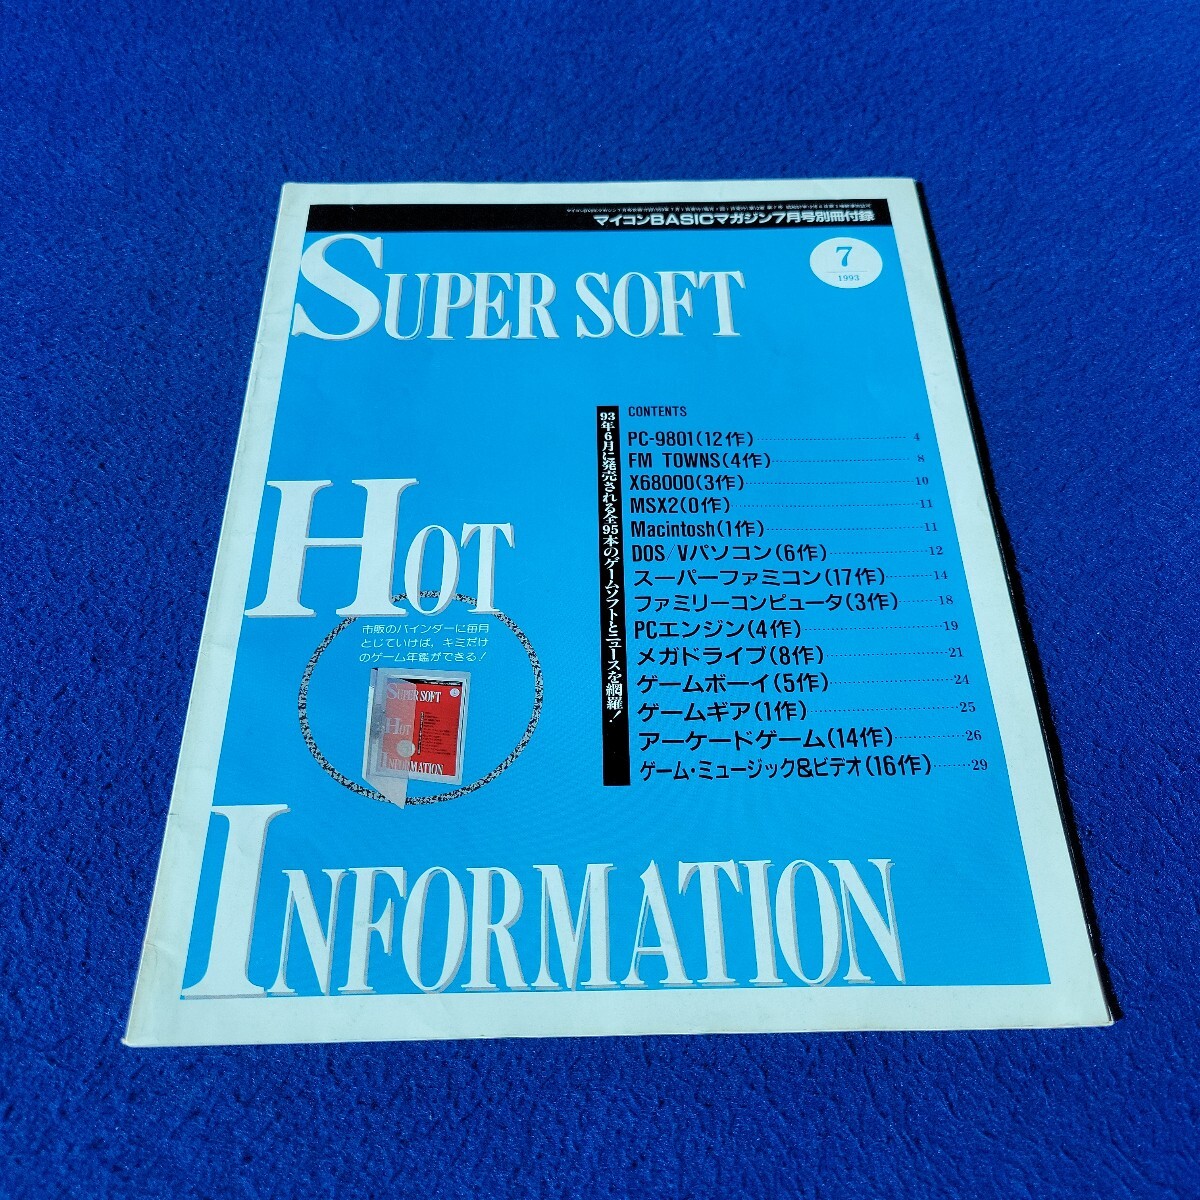 マイコンBASICマガジン7月号別冊付録
7
1993
SUPER SOFT
HOT
INFORMATION
CONTENTS
PC-9801(12作) 4
FM TOWNS(4作) 8
X68000(3作) 10
MSX2(0作) 11
Macintosh(1作) 11
DOS/Vパソコン(6作) 12
スーパーファミコン(17作) 14
ファミリーコンピュータ(3作) 18
PCエンジン(4作) 19
メガドライブ(8作) 21
ゲームボーイ(5作) 24
ゲームギア(1作) 25
アーケードゲーム(14作) 26
ゲーム・ミュージック&ビデオ(16作) 29
93年6月に発売される全95本のゲームソフトとニュースを網羅!
市販のバインダーに毎月
とじていけば，キミだけ
のゲーム年鑑ができる!
SUPER SOFT
HOT
INFORMATION